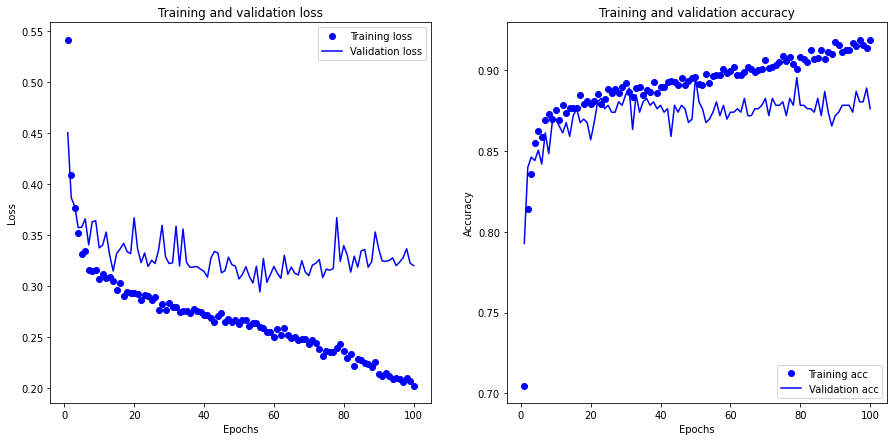 Training and validation loss
Training loss
Validation loss
0.55
0.50
0.45
0.40
0.35
0.30
0.25
0.20
Loss
0
20
40
60
80
100
Epochs
Training and validation accuracy
0.90
0.85
0.80
0.75
0.70
Accuracy
Training acc
Validation acc
0
20
40
60
80
100
Epochs